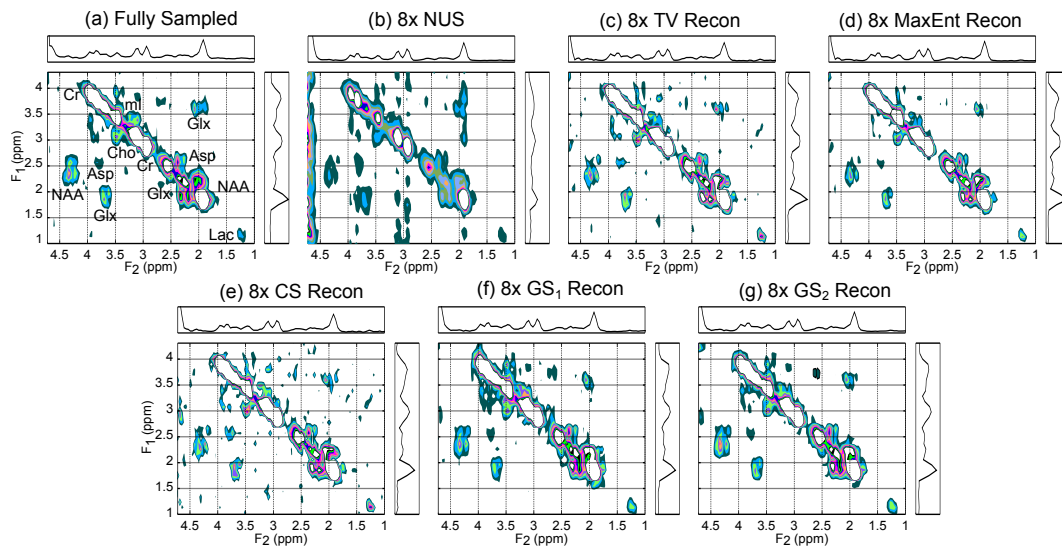 (a) Fully Sampled
(b) 8x NUS
(c) 8x TV Recon
(d) 8x MaxEnt Recon
F1 (ppm)
1
1.5
2
2.5
3
3.5
4
Cr
mI
Glx
Cho
Cr
Asp
Asp
NAA
Glx
Glx
NAA
Lac
4.5 4 3.5 3 2.5 2 1.5 1
F2 (ppm)
4.5 4 3.5 3 2.5 2 1.5 1
F2 (ppm)
4.5 4 3.5 3 2.5 2 1.5 1
F2 (ppm)
4.5 4 3.5 3 2.5 2 1.5 1
F2 (ppm)
(e) 8x CS Recon
(f) 8x GS1 Recon
(g) 8x GS2 Recon
F1 (ppm)
4
3.5
3
2.5
2
1.5
1
4.5 4 3.5 3 2.5 2 1.5 1
F2 (ppm)
4.5 4 3.5 3 2.5 2 1.5 1
F2 (ppm)
4.5 4 3.5 3 2.5 2 1.5 1
F2 (ppm)